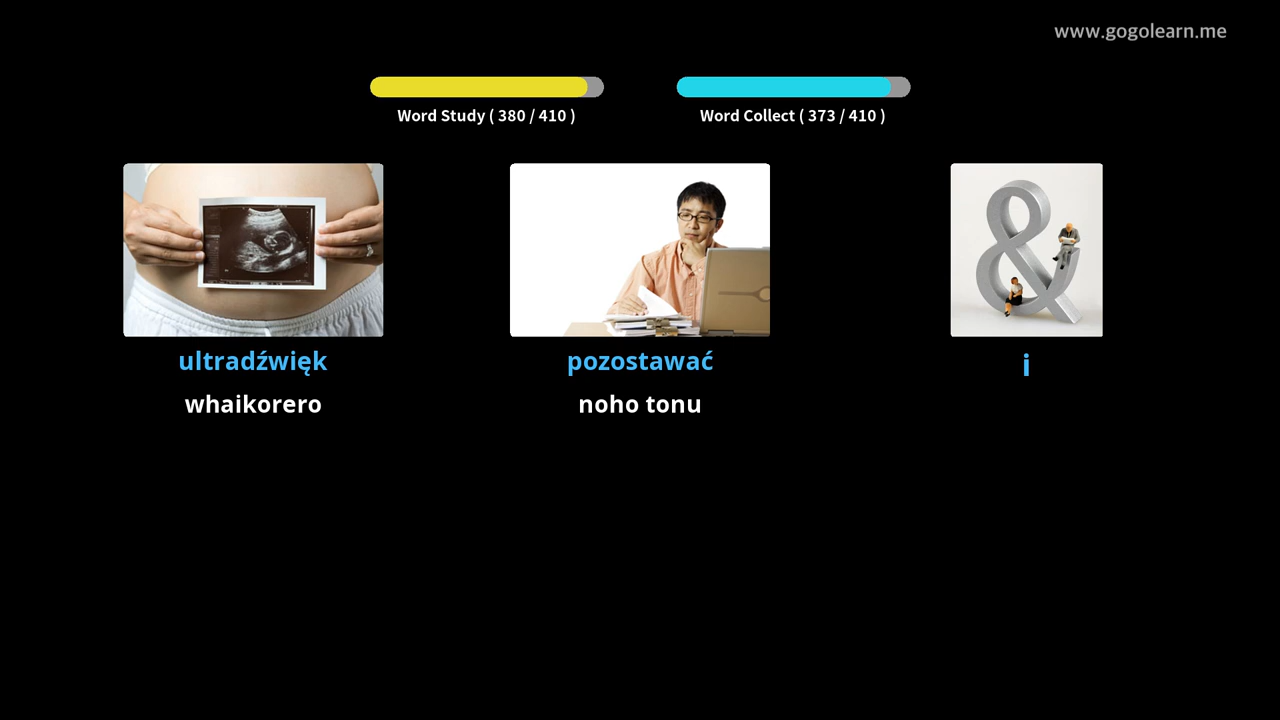 www.gogolearn.me
Word Study ( 380 / 410 )
Word Collect ( 373 / 410 )
ultradźwięk
pozostawać
i
whaikorero
noho tonu